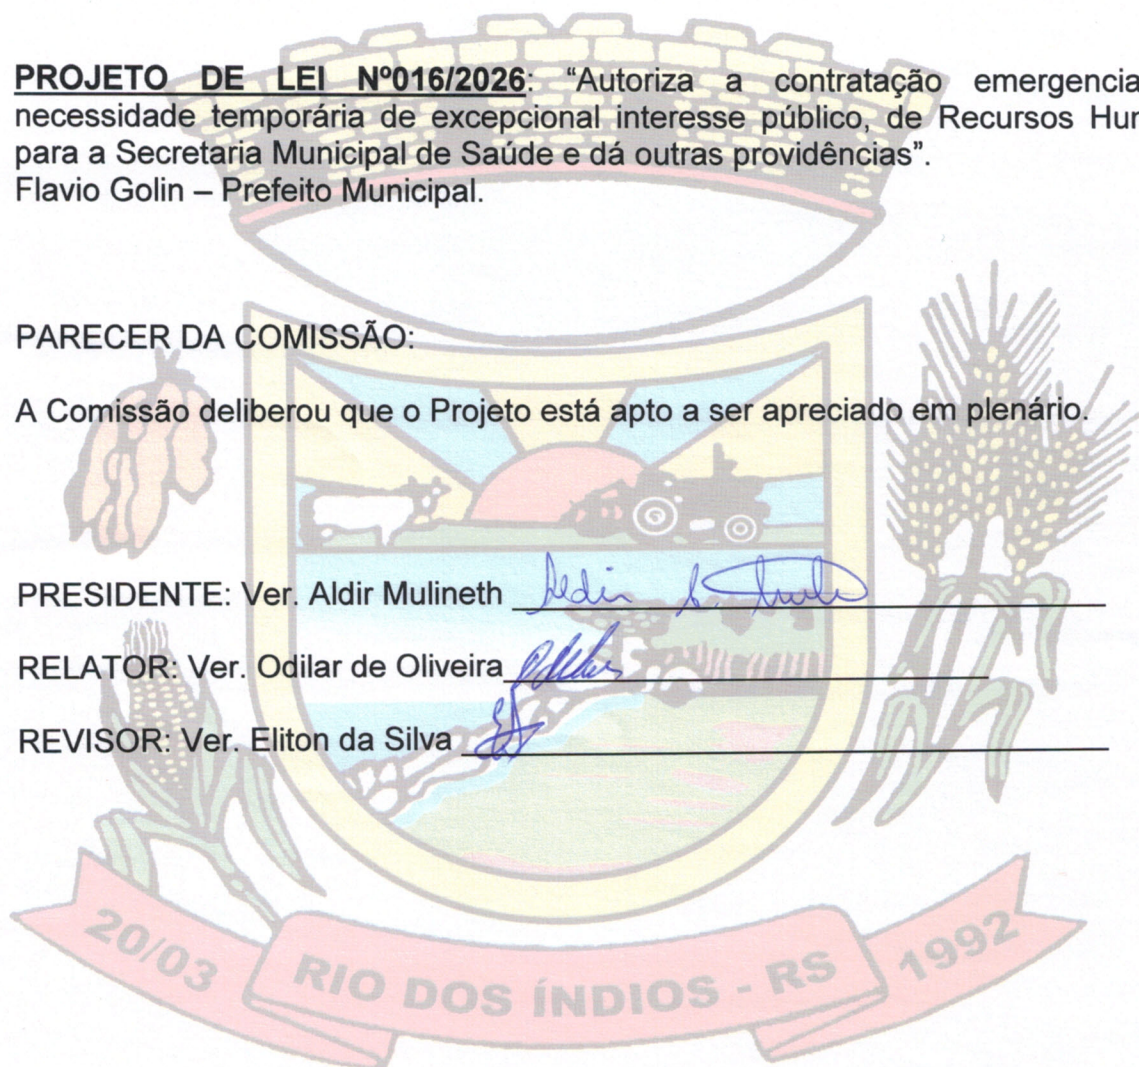 PROJETO DE LEI Nº016/2026: “Autoriza a contratação emergencia
necessidade temporária de excepcional interesse público, de Recursos Hur
para a Secretaria Municipal de Saúde e dá outras providências”.
Flavio Golin – Prefeito Municipal.
PARECER DA COMISSÃO:
A Comissão deliberou que o Projeto está apto a ser apreciado em plenário.
PRESIDENTE: Ver. Aldir Mulineth
RELATOR: Ver. Odilar de Oliveira
REVISOR: Ver. Eliton da Silva
20/03 RIO DOS ÍNDIOS - RS 1992